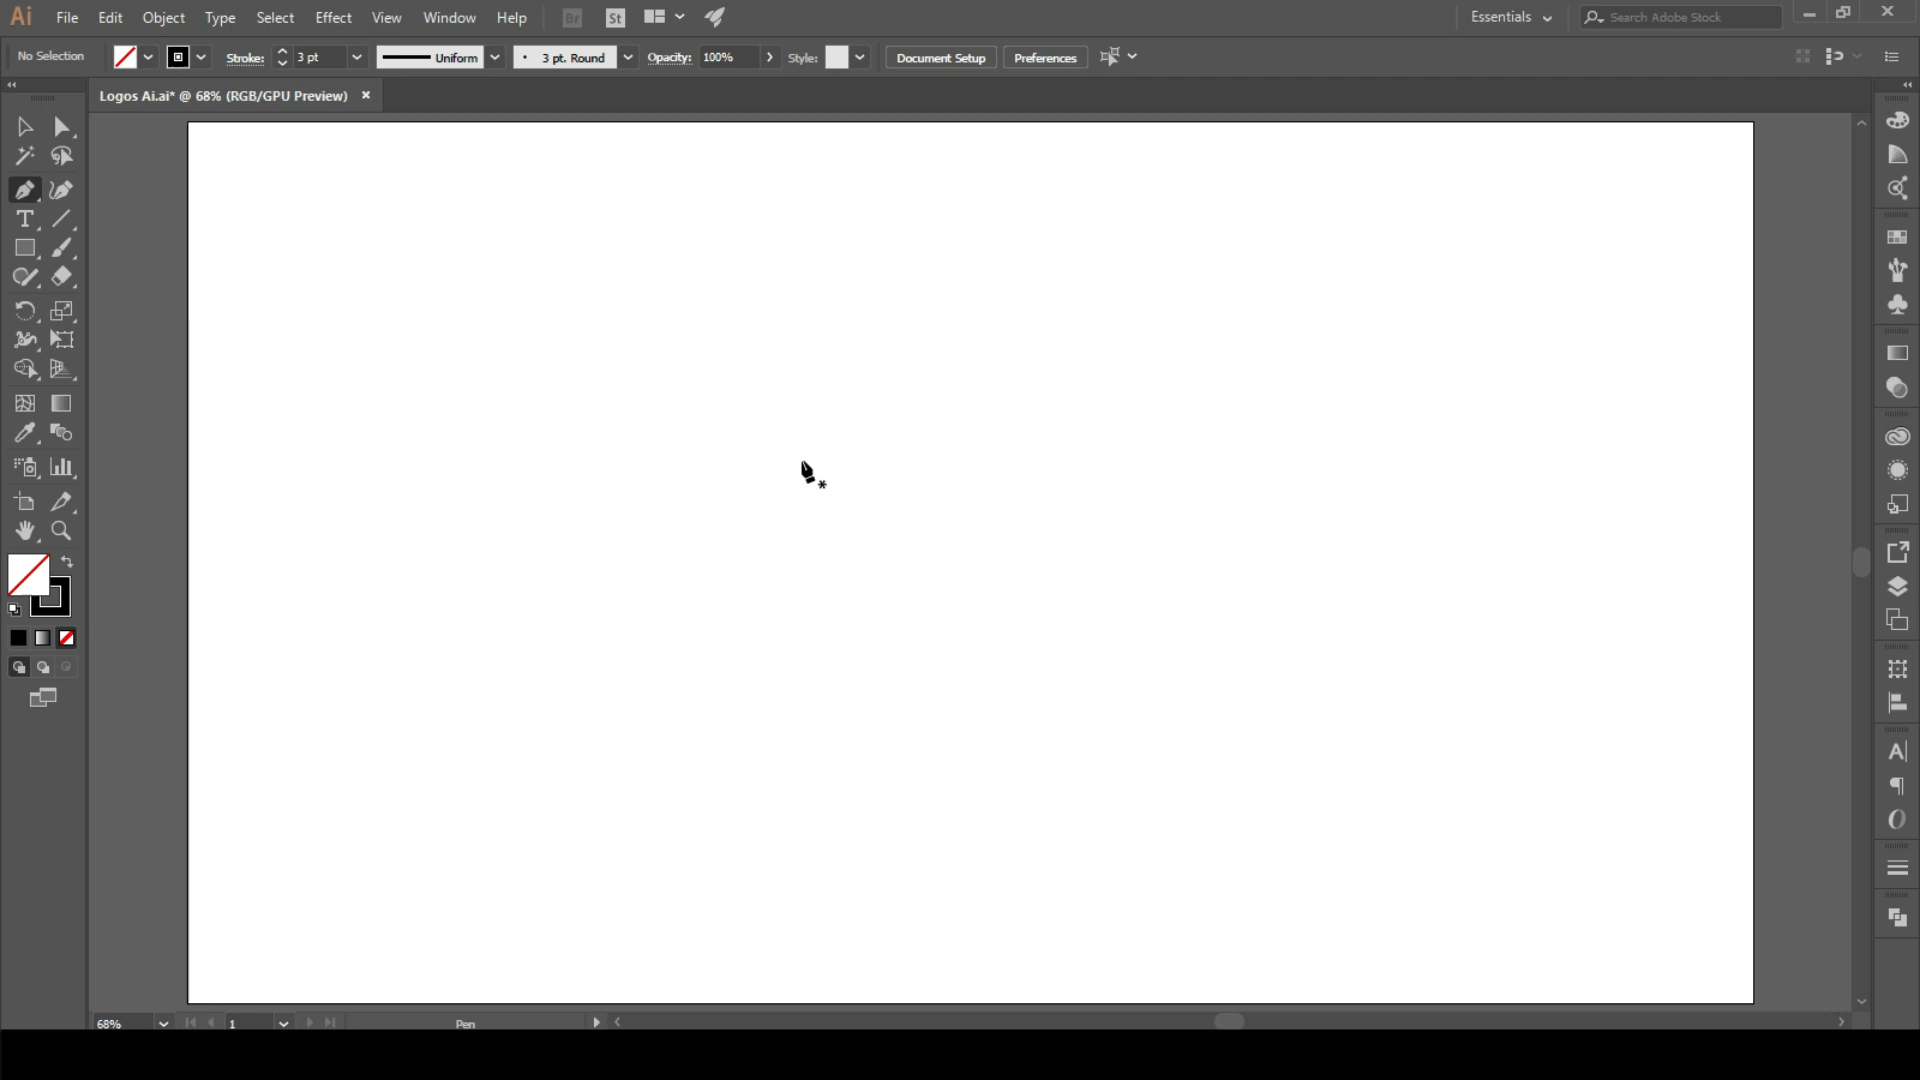 Ai File Edit Object Type Select Effect View Window Help Br St Essentials Search Adobe Stock
No Selection Stroke: 3 pt Uniform 3 pt. Round Opacity: 100% Style: Document Setup Preferences
Logos Ai.ai* @ 68% (RGB/GPU Preview)
68% 1 Pen